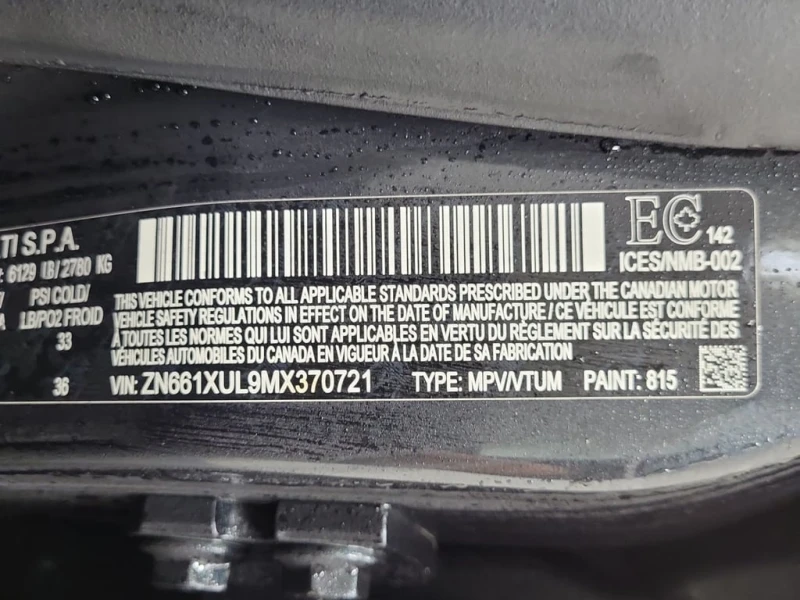 S.P.A.
6129 LB/ 2780 KG
PSI COLD/
LB/PO2 FROID
33
36
EC 142
ICES/NMB-002
THIS VEHICLE CONFORMS TO ALL APPLICABLE STANDARDS PRESCRIBED UNDER THE CANADIAN MOTOR
VEHICLE SAFETY REGULATIONS IN EFFECT ON THE DATE OF MANUFACTURE / CE VÉHICULE EST CONFORME
À TOUTES LES NORMES QUI LUI SONT APPLICABLES EN VERTU DU RÈGLEMENT SUR LA SÉCURITÉ DES
VÉHICULES AUTOMOBILES DU CANADA EN VIGUEUR À LA DATE DE SA FABRICATION
VIN: ZN661XUL9MX370721 TYPE: MPV/VTUM PAINT: 815